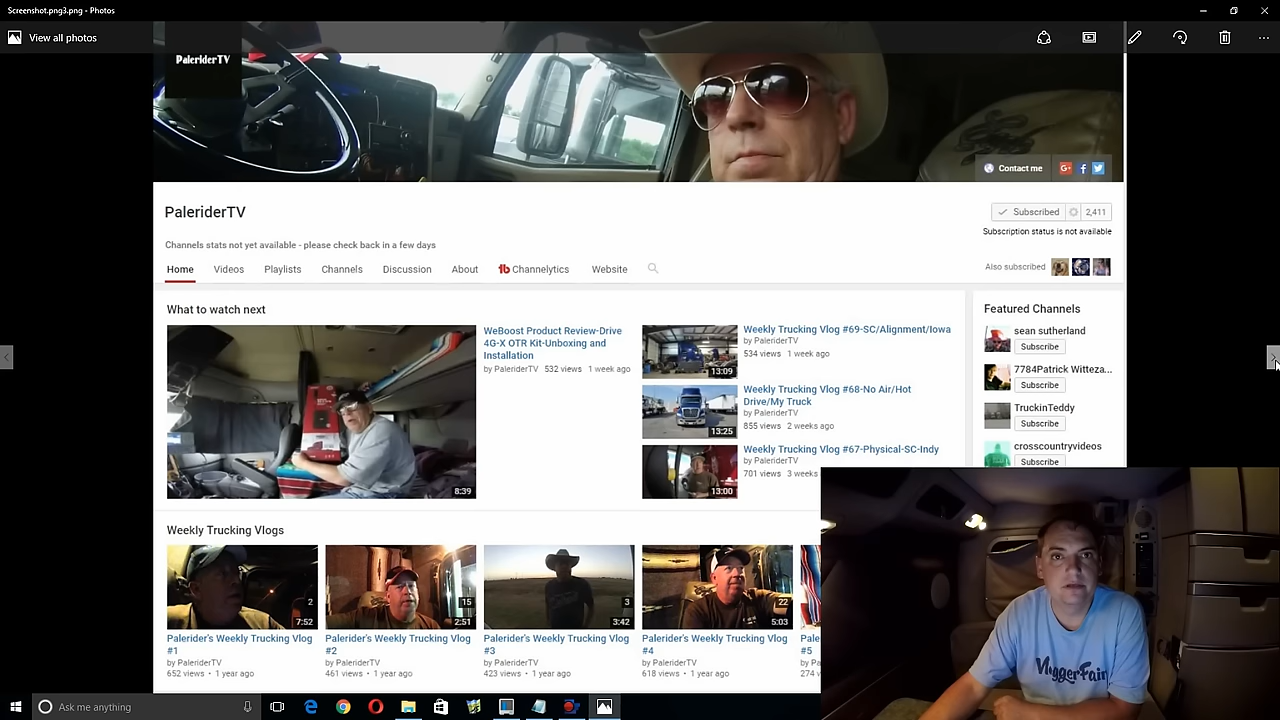 Screenshot.png3.png - Photos
View all photos
PaleriderTV
Contact me
PaleriderTV
Subscribed 2,411
Subscription status is not available
Channels stats not yet available - please check back in a few days
Home Videos Playlists Channels Discussion About Channelytics Website
Also subscribed
What to watch next
8:39
WeBoost Product Review-Drive
4G-X OTR Kit-Unboxing and
Installation
by PaleriderTV 532 views 1 week ago
13:09
Weekly Trucking Vlog #69-SC/Alignment/Iowa
by PaleriderTV
534 views 1 week ago
13:25
Weekly Trucking Vlog #68-No Air/Hot
Drive/My Truck
by PaleriderTV
855 views 2 weeks ago
13:00
Weekly Trucking Vlog #67-Physical-SC-Indy
by PaleriderTV
701 views 3 weeks
Featured Channels
sean sutherland
Subscribe
7784Patrick Witteza...
Subscribe
TruckinTeddy
Subscribe
crosscountryvideos
Subscribe
Weekly Trucking Vlogs
2
7:52
Palerider's Weekly Trucking Vlog
#1
by PaleriderTV
652 views • 1 year ago
15
2:51
Palerider's Weekly Trucking Vlog
#2
by PaleriderTV
461 views • 1 year ago
3
3:42
Palerider's Weekly Trucking Vlog
#3
by PaleriderTV
423 views • 1 year ago
22
5:03
Palerider's Weekly Trucking Vlog
#4
by PaleriderTV
618 views • 1 year ago
Pale
#5
by Pa
274 v
Ask me anything